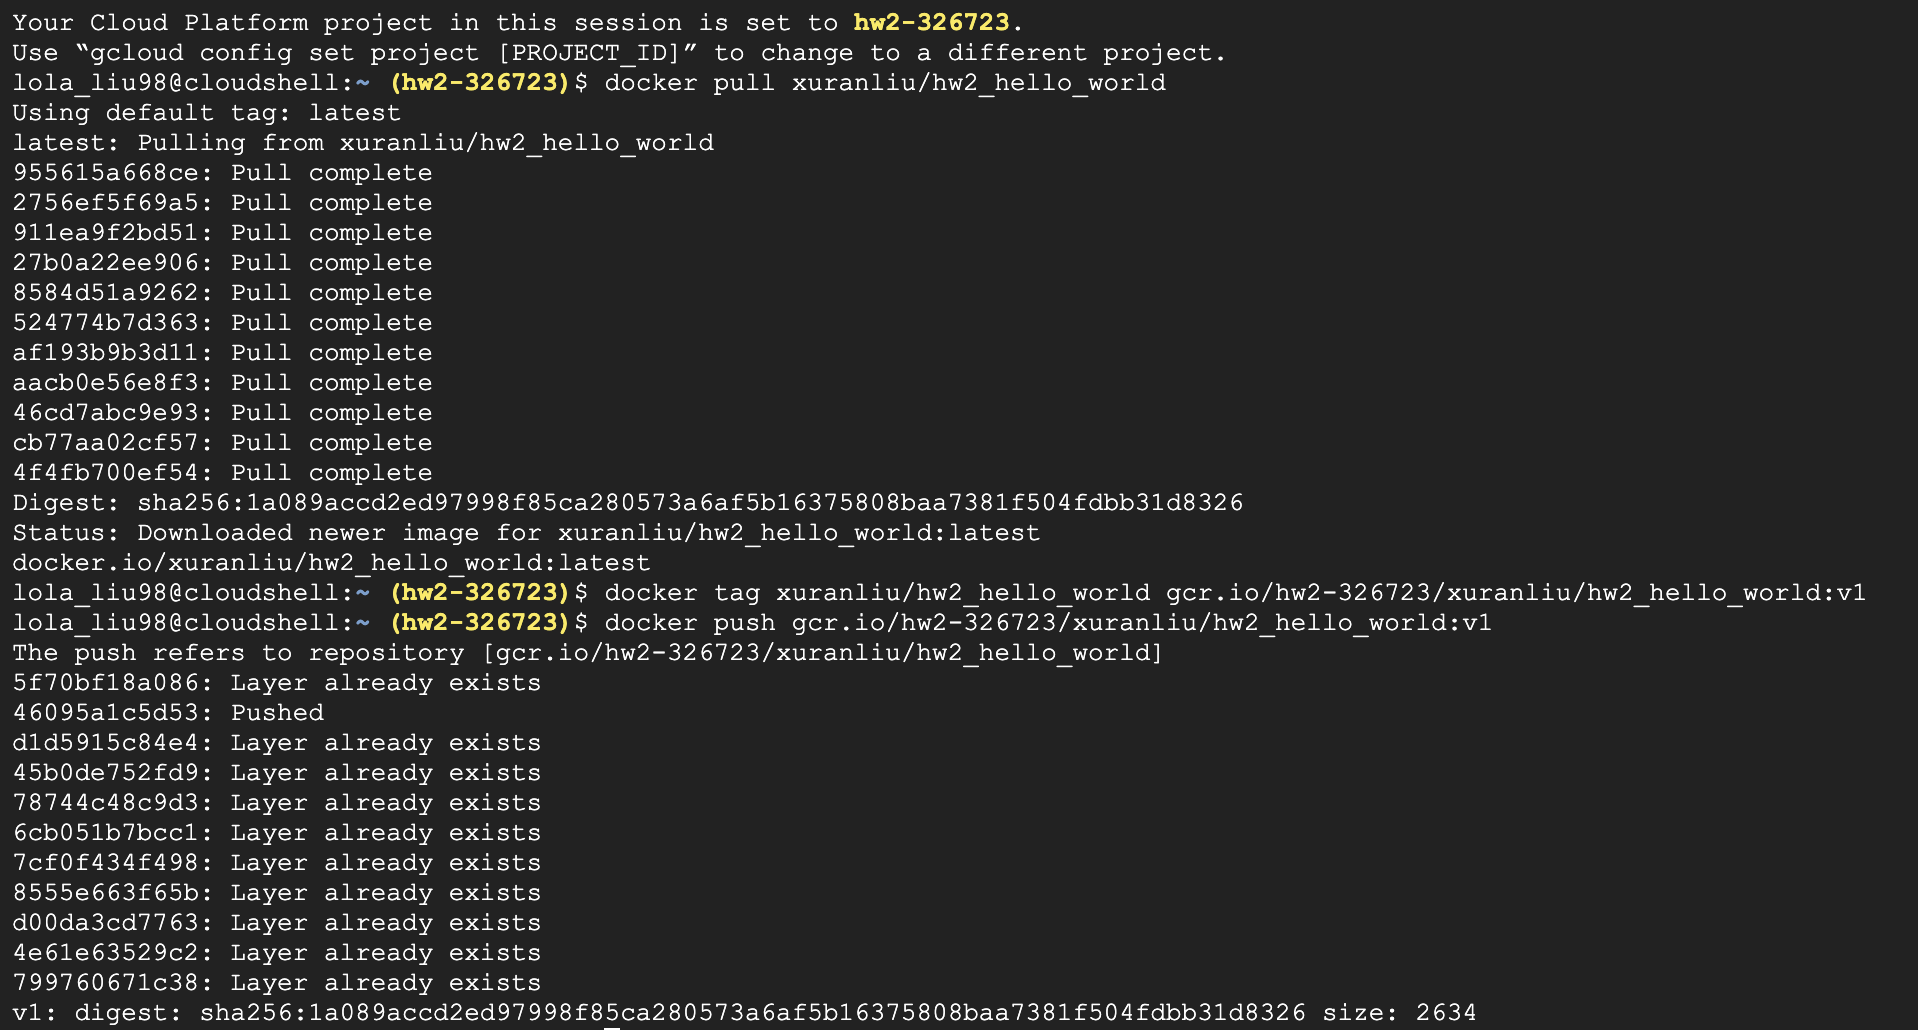 Your Cloud Platform project in this session is set to hw2-326723.
Use “gcloud config set project [PROJECT_ID]” to change to a different project.
lola_liu98@cloudshell:~ (hw2-326723)$ docker pull xuranliu/hw2_hello_world
Using default tag: latest
latest: Pulling from xuranliu/hw2_hello_world
955615a668ce: Pull complete
2756ef5f69a5: Pull complete
911ea9f2bd51: Pull complete
27b0a22ee906: Pull complete
8584d51a9262: Pull complete
524774b7d363: Pull complete
af193b9b3d11: Pull complete
aacb0e56e8f3: Pull complete
46cd7abc9e93: Pull complete
cb77aa02cf57: Pull complete
4f4fb700ef54: Pull complete
Digest: sha256:1a089accd2ed97998f85ca280573a6af5b16375808baa7381f504fdbb31d8326
Status: Downloaded newer image for xuranliu/hw2_hello_world:latest
docker.io/xuranliu/hw2_hello_world:latest
lola_liu98@cloudshell:~ (hw2-326723)$ docker tag xuranliu/hw2_hello_world gcr.io/hw2-326723/xuranliu/hw2_hello_world:v1
lola_liu98@cloudshell:~ (hw2-326723)$ docker push gcr.io/hw2-326723/xuranliu/hw2_hello_world:v1
The push refers to repository [gcr.io/hw2-326723/xuranliu/hw2_hello_world]
5f70bf18a086: Layer already exists
46095a1c5d53: Pushed
d1d5915c84e4: Layer already exists
45b0de752fd9: Layer already exists
78744c48c9d3: Layer already exists
6cb051b7bcc1: Layer already exists
7cf0f434f498: Layer already exists
8555e663f65b: Layer already exists
d00da3cd7763: Layer already exists
4e61e63529c2: Layer already exists
799760671c38: Layer already exists
v1: digest: sha256:1a089accd2ed97998f85ca280573a6af5b16375808baa7381f504fdbb31d8326 size: 2634